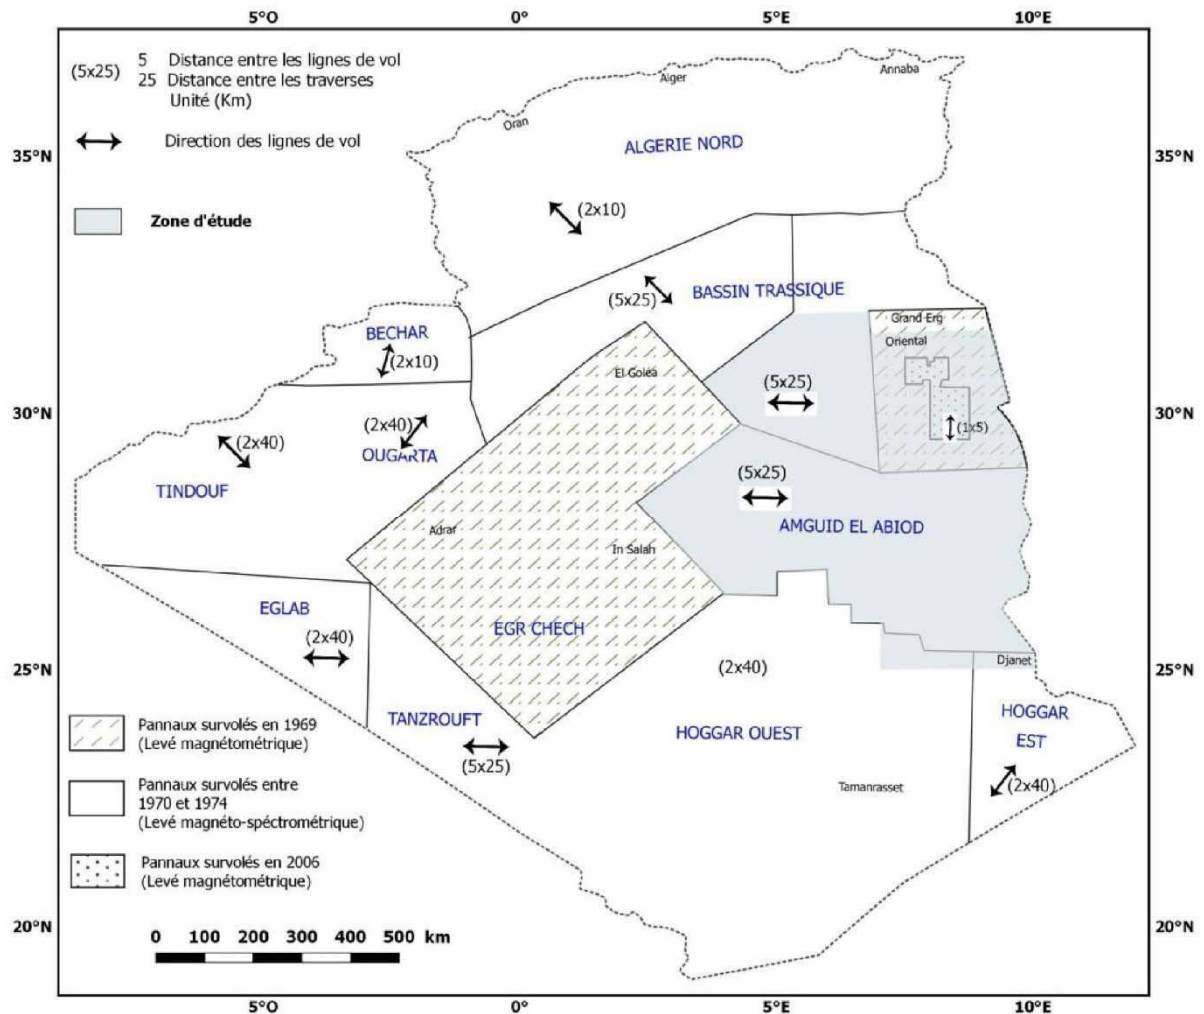 5°O 0° 5°E 10°E
(5x25) 5 Distance entre les lignes de vol
25 Distance entre les traverses
Unité (Km)
Direction des lignes de vol
Zone d'étude
Annaba
Alger
Oran
ALGERIE NORD
35°N 35°N
(2x10)
BASSIN TRASSIQUE
(5x25)
Grand Erg
Oriental
BECHAR
(2x10)
El Golea
(5x25)
30°N 30°N
(2x40)
(2x40)
(1x5)
OUGARTA
(5x25)
TINDOUF
AMGUID EL ABIOD
Adrar
In Salah
EGLAB
(2x40)
EGR CHECH
25°N 25°N
(2x40)
Djanet
TANZROUFT
(5x25)
HOGGAR OUEST
HOGGAR
EST
(2x40)
Tamanrasset
Pannaux survolés en 1969
(Levé magnétométrique)
Pannaux survolés entre
1970 et 1974
(Levé magnéto-spéctrométrique)
Pannaux survolés en 2006
(Levé magnétométrique)
20°N 20°N
0 100 200 300 400 500 km
5°O 0° 5°E 10°E